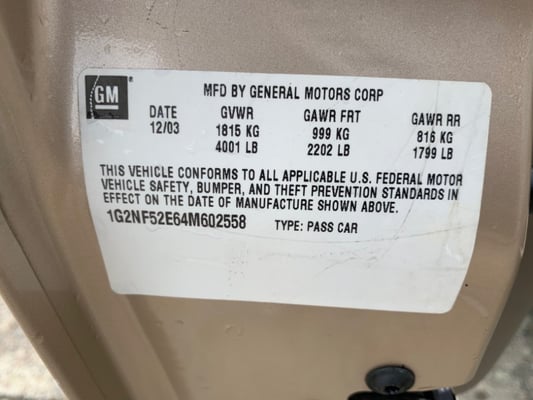 GM ®
MFD BY GENERAL MOTORS CORP
DATE GVWR GAWR FRT GAWR RR
12/03 1815 KG 999 KG 816 KG
4001 LB 2202 LB 1799 LB
THIS VEHICLE CONFORMS TO ALL APPLICABLE U.S. FEDERAL MOTOR
VEHICLE SAFETY, BUMPER, AND THEFT PREVENTION STANDARDS IN
EFFECT ON THE DATE OF MANUFACTURE SHOWN ABOVE.
1G2NF52E64M602558 TYPE: PASS CAR